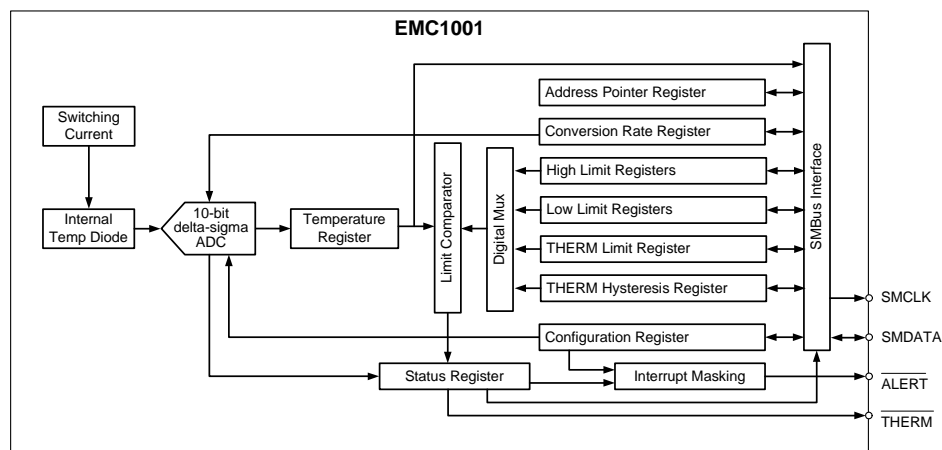 EMC1001
Switching
Current
Internal
Temp Diode
10-bit
delta-sigma
ADC
Temperature
Register
Limit Comparator
Digital Mux
Address Pointer Register
Conversion Rate Register
High Limit Registers
Low Limit Registers
THERM Limit Register
THERM Hysteresis Register
Configuration Register
Status Register
Interrupt Masking
SMBus Interface
SMCLK
SMDATA
ALERT
THERM